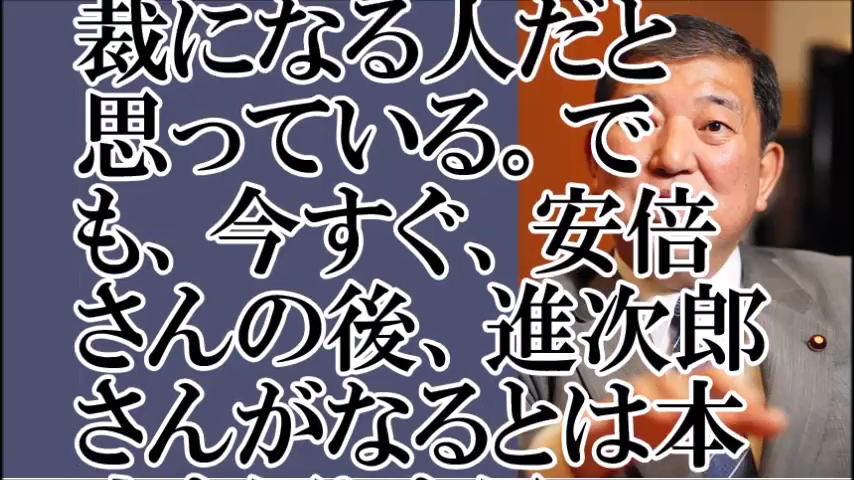 裁になる人だと
思っている。で
も、今すぐ、安倍
さんの後、進次郎
さんがなるとは本